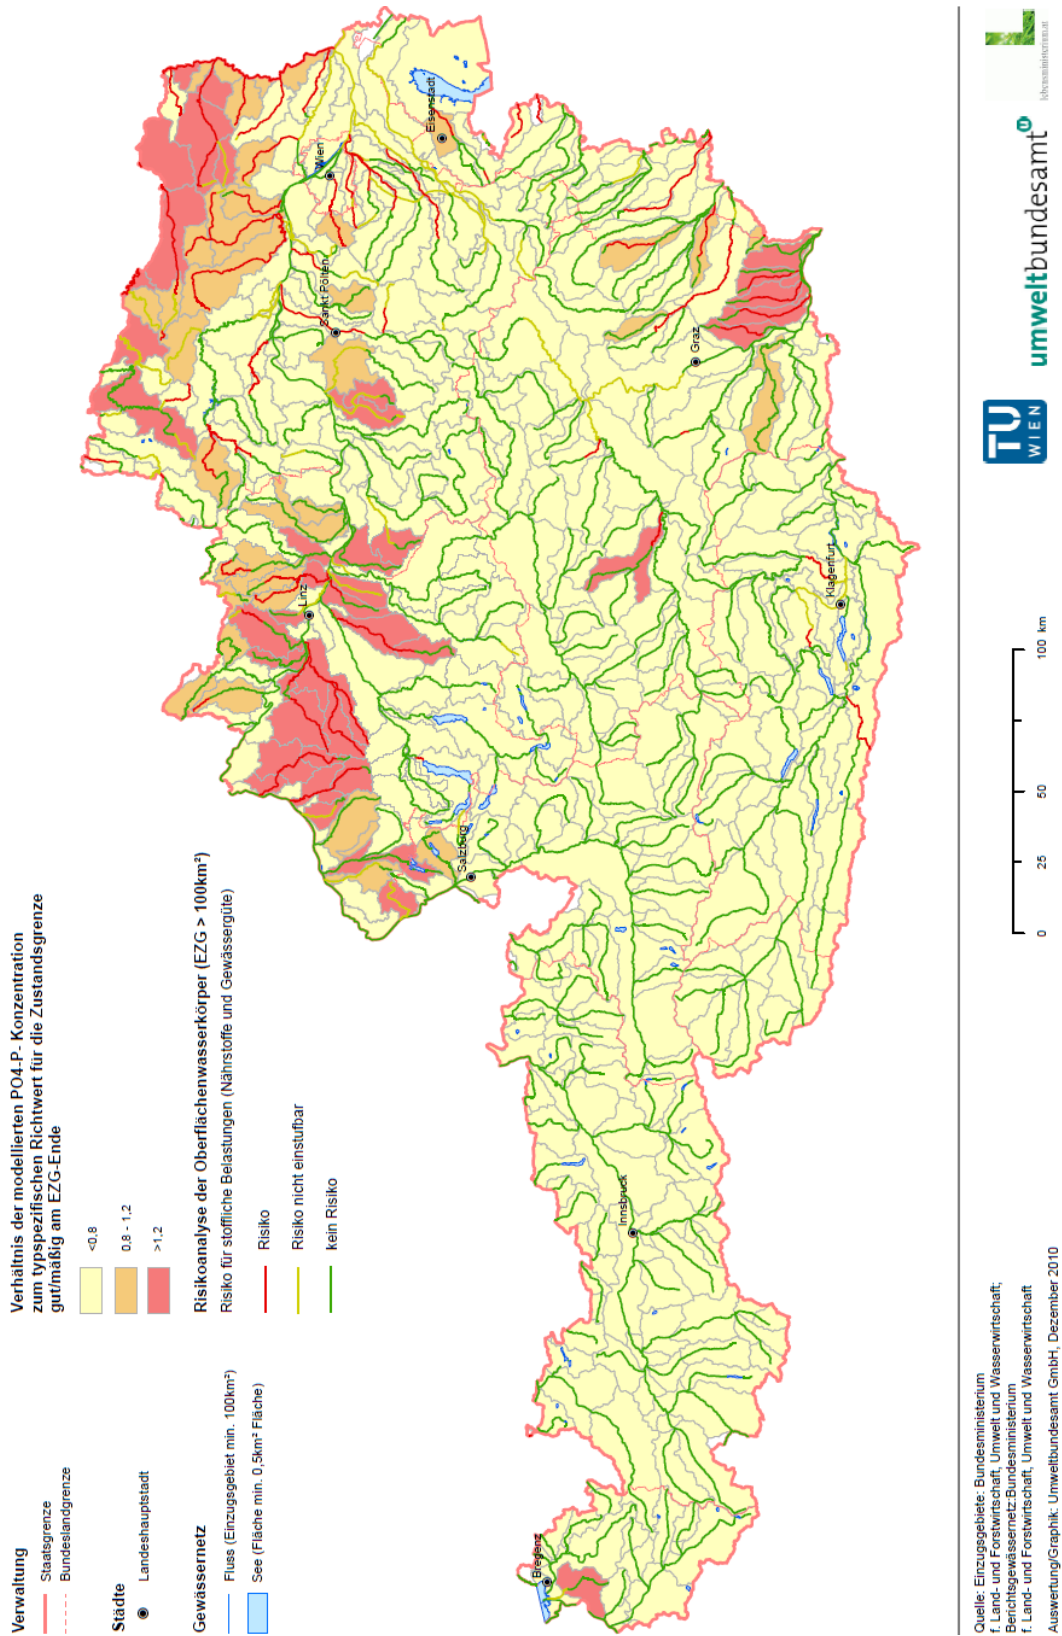 Verwaltung
Staatsgrenze
Bundeslandgrenze
Städte
Landeshauptstadt
Gewässernetz
Fluss (Einzugsgebiet min. 100km²)
See (Fläche min. 0,5km² Fläche)
Verhältnis der modellierten PO4-P- Konzentration
zum typspezifischen Richtwert für die Zustandsgrenze
gut/mäßig am EZG-Ende
<0,8
0,8 - 1,2
>1,2
Risikoanalyse der Oberflächenwasserkörper (EZG > 100km²)
Risiko für stoffliche Belastungen (Nährstoffe und Gewässergüte)
Risiko
Risiko nicht einstufbar
kein Risiko
Bregenz
Innsbruck
Salzburg
Linz
Sankt Pölten
Wien
Eisenstadt
Graz
Klagenfurt
0
25
50
100 km
Quelle: Einzugsgebiete: Bundesministerium
f. Land- und Forstwirtschaft, Umwelt und Wasserwirtschaft;
Berichtsgewässernetz:Bundesministerium
f. Land- und Forstwirtschaft, Umwelt und Wasserwirtschaft
Auswertung/Graphik: Umweltbundesamt GmbH, Dezember 2010
TU
WIEN
umweltbundesamt
u
lebensministerium.at